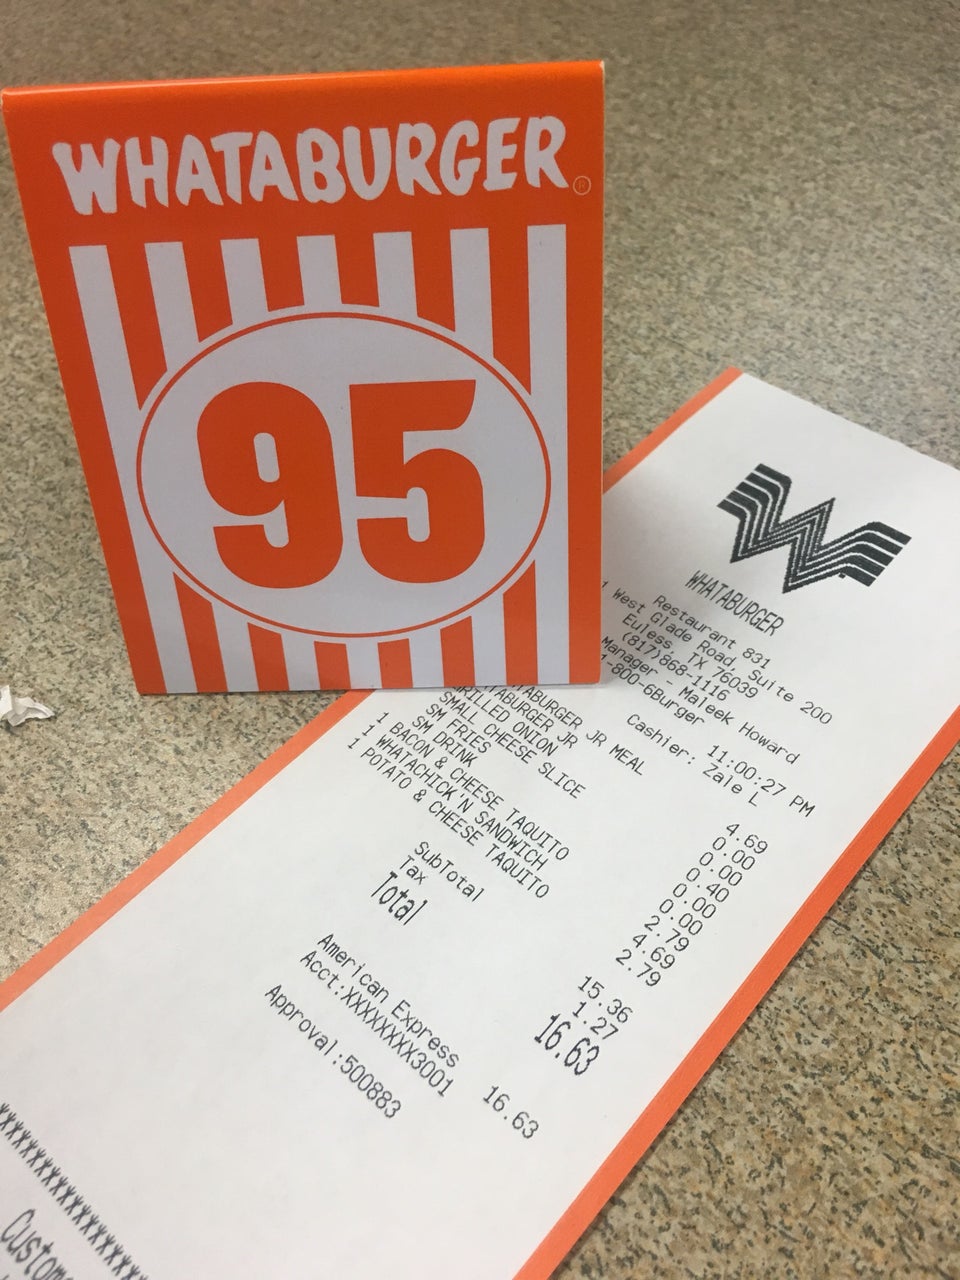 WHATABURGER
95
WHATABURGER
Restaurant 831
West Glade Road, Suite 200
Euless, TX 76039
(817)868-1116
Manager - Maleek Howard
1-800-6Burger
Cashier: Zale L
11:00:27 PM
JR MEAL 4.69
JR 0.00
ONION 0.00
SMALL CHEESE SLICE 0.40
SM FRIES 0.00
SM DRINK 0.00
1 BACON & CHEESE TAQUITO 2.79
1 WHATACHICK'N SANDWICH 4.69
1 POTATO & CHEESE TAQUITO 2.79
SubTotal 15.36
Tax 1.27
Total 16.63
American Express 16.63
Acct:XXXXXXXX3001
Approval:500883